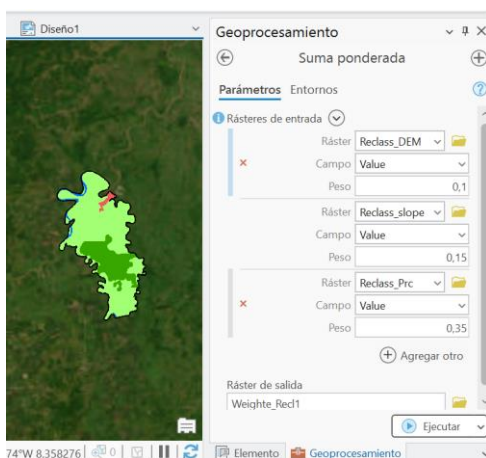 Diseño1
Geoprocesamiento
Suma ponderada
Parámetros Entornos
Rásteres de entrada
Ráster Reclass_DEM
Campo Value
Peso 0,1
Ráster Reclass_slope
Campo Value
Peso 0,15
Ráster Reclass_Prc
Campo Value
Peso 0,35
Agregar otro
Ráster de salida
Weighte_Recl1
Ejecutar
74°W 8.358276 0
Elemento Geoprocesamiento